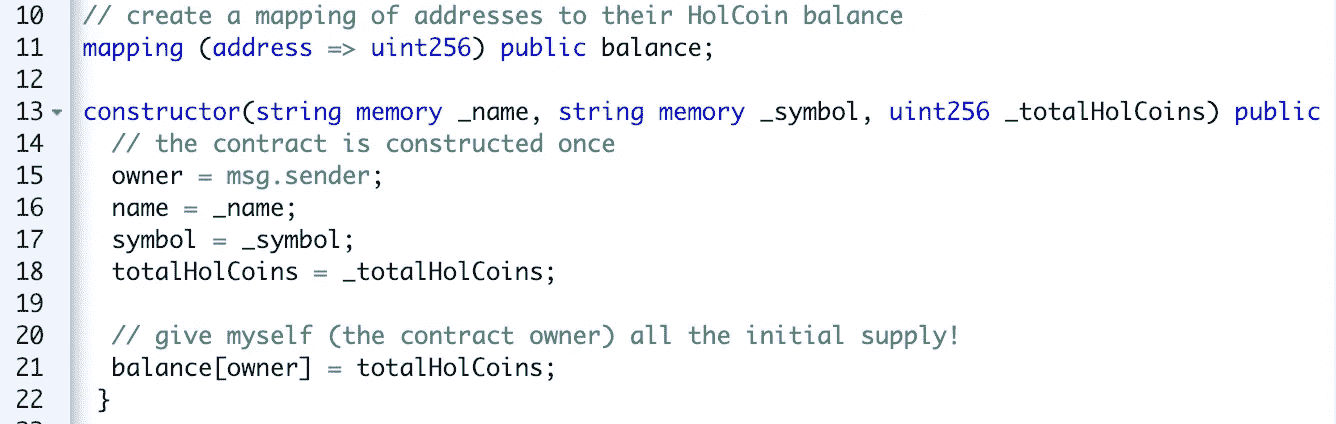 10 // create a mapping of addresses to their HolCoin balance
11 mapping (address => uint256) public balance;
12
13 constructor(string memory _name, string memory _symbol, uint256 _totalHolCoins) public
14 // the contract is constructed once
15 owner = msg.sender;
16 name = _name;
17 symbol = _symbol;
18 totalHolCoins = _totalHolCoins;
19
20 // give myself (the contract owner) all the initial supply!
21 balance[owner] = totalHolCoins;
22 }